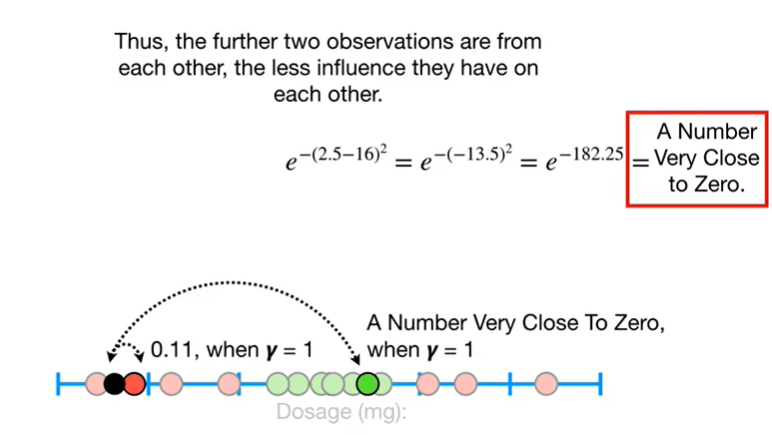 Thus, the further two observations are from
each other, the less influence they have on
each other.
e^{-(2.5-16)^2} = e^{-(-13.5)^2} = e^{-182.25} = A Number
Very Close
to Zero.
A Number Very Close To Zero,
0.11, when γ = 1
when γ = 1
Dosage (mg):